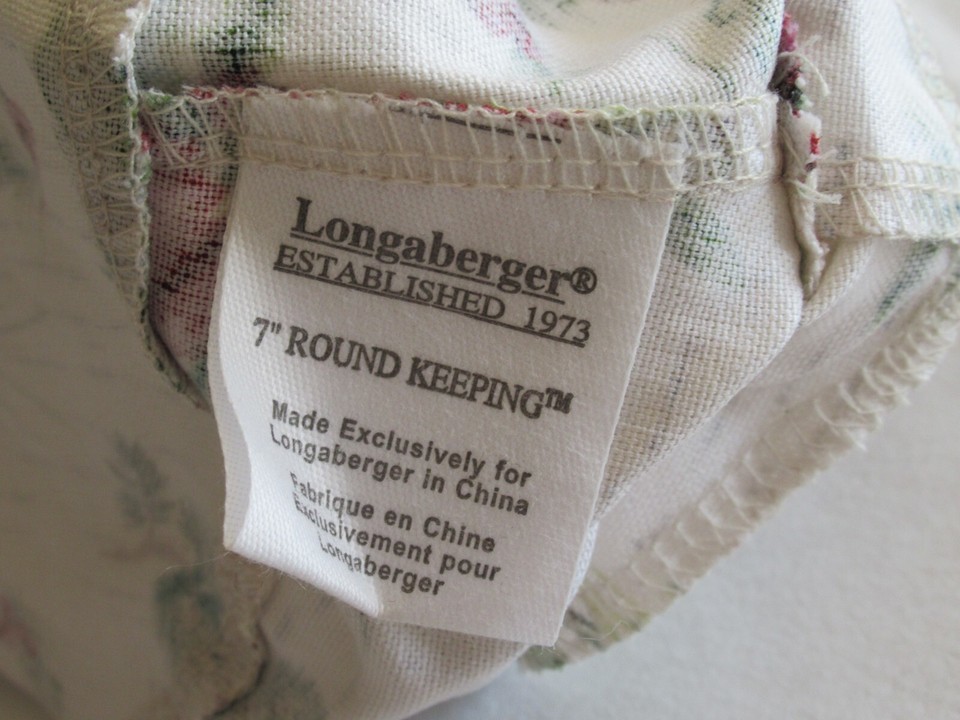 Longaberger®
ESTABLISHED 1973
7" ROUND KEEPING™
Made Exclusively for
Longaberger in China
Fabrique en Chine
Exclusivement pour
Longaberger